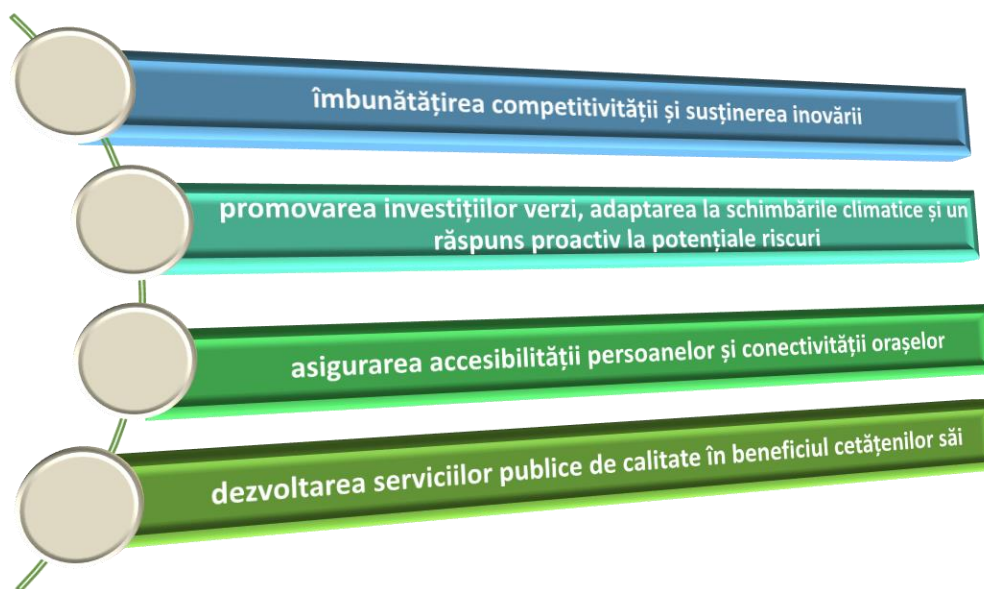 îmbunătățirea competitivității și susținerea inovării
promovarea investițiilor verzi, adaptarea la schimbările climatice și un
răspuns proactiv la potențiale riscuri
asigurarea accesibilității persoanelor și conectivității orașelor
dezvoltarea serviciilor publice de calitate în beneficiul cetățenilor săi